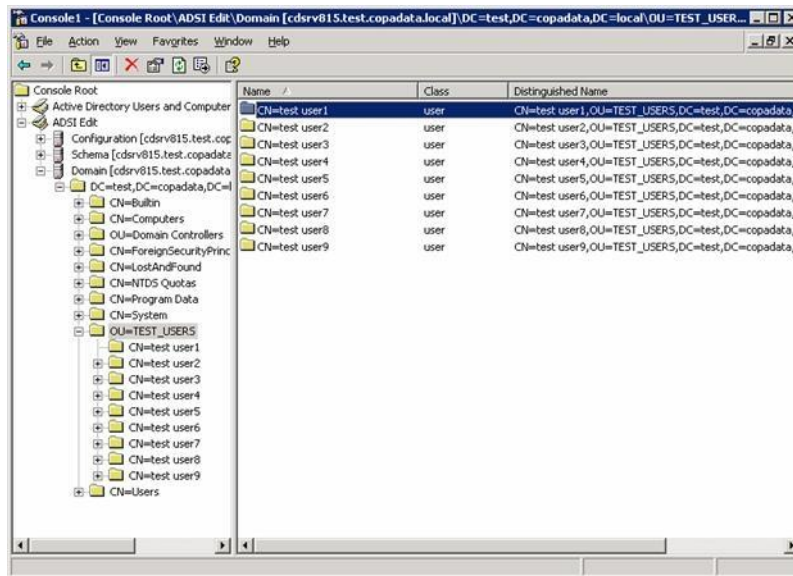 Console1 - [Console Root\ADSI Edit\Domain [cdsrv815.test.copadata.local]\DC=test,DC=copadata,DC=local\OU=TEST_USER...
File Action View Favorites Window Help
Console Root
Active Directory Users and Computer
ADSI Edit
Configuration [cdsrv815.test.cop
Schema [cdsrv815.test.copadata
Domain [cdsrv815.test.copadata
DC=test,DC=copadata,DC=l
CN=Builtin
CN=Computers
OU=Domain Controllers
CN=ForeignSecurityPrinc
CN=LostAndFound
CN=NTDS Quotas
CN=Program Data
CN=System
OU=TEST_USERS
CN=test user1
CN=test user2
CN=test user3
CN=test user4
CN=test user5
CN=test user6
CN=test user7
CN=test user8
CN=test user9
CN=Users
Name Class Distinguished Name
CN=test user1 user CN=test user1,OU=TEST_USERS,DC=test,DC=copadata,
CN=test user2 user CN=test user2,OU=TEST_USERS,DC=test,DC=copadata,
CN=test user3 user CN=test user3,OU=TEST_USERS,DC=test,DC=copadata,
CN=test user4 user CN=test user4,OU=TEST_USERS,DC=test,DC=copadata,
CN=test user5 user CN=test user5,OU=TEST_USERS,DC=test,DC=copadata,
CN=test user6 user CN=test user6,OU=TEST_USERS,DC=test,DC=copadata,
CN=test user7 user CN=test user7,OU=TEST_USERS,DC=test,DC=copadata,
CN=test user8 user CN=test user8,OU=TEST_USERS,DC=test,DC=copadata,
CN=test user9 user CN=test user9,OU=TEST_USERS,DC=test,DC=copadata,